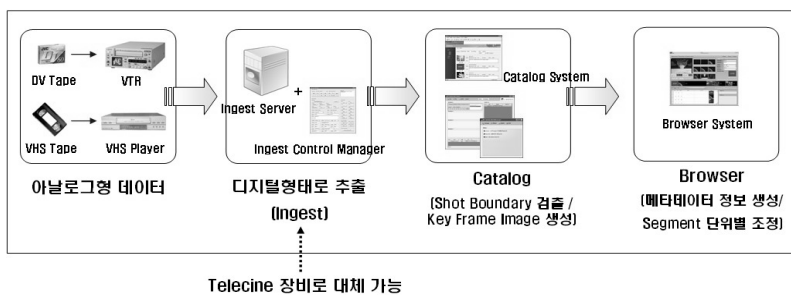 DV Tape
VTR
VHS Tape
VHS Player
아날로그형 데이터
Ingest Server
+
Ingest Control Manager
디지털형태로 추출
(Ingest)
Catalog System
Catalog
(Shot Boundary 검출 /
Key Frame Image 생성)
Browser System
Browser
(메타데이터 정보 생성/
Segment 단위별 조정)
Telecine 장비로 대체 가능